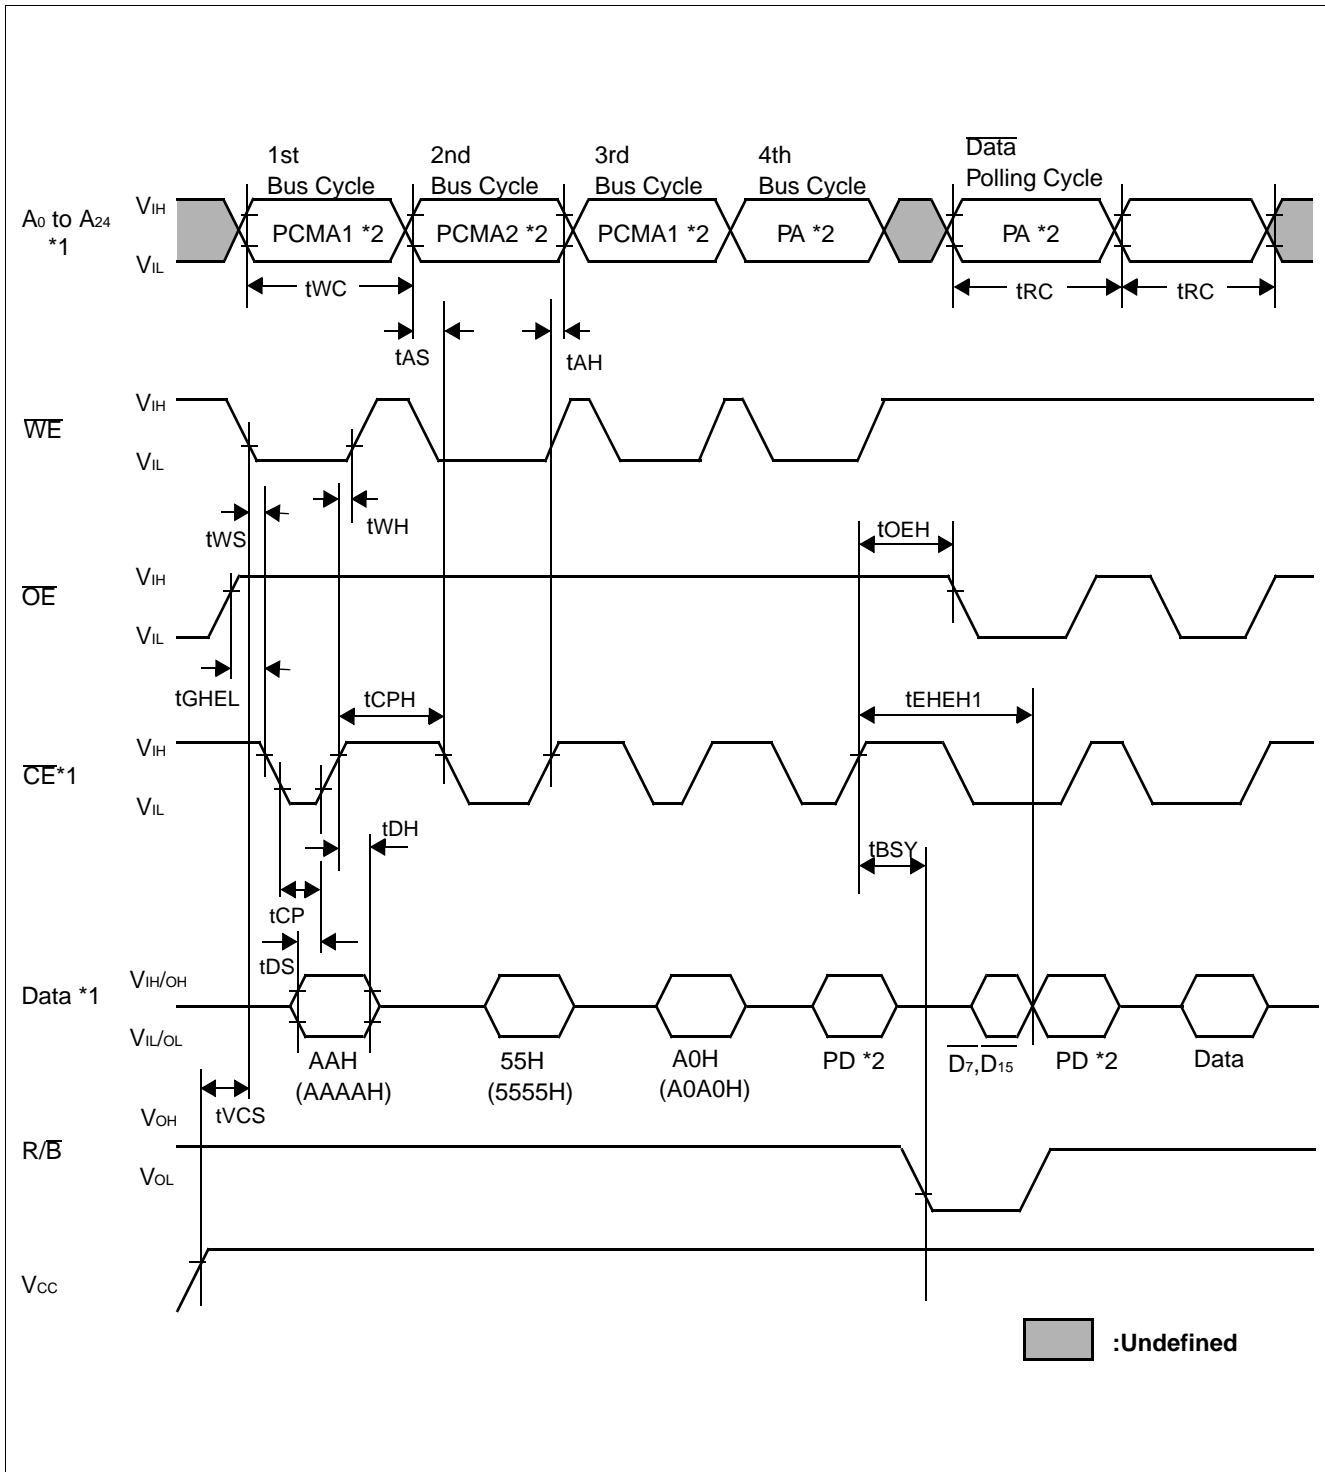 1st
Bus Cycle
2nd
Bus Cycle
3rd
Bus Cycle
4th
Bus Cycle
Data
Polling Cycle
A0 to A24
*1
VIH
VIL
PCMA1 *2
PCMA2 *2
PCMA1 *2
PA *2
PA *2
tWC
tRC
tRC
tAS
tAH
WE
VIH
VIL
tWS
tWH
tOEH
OE
VIH
VIL
tGHEL
tCPH
tEHEH1
CE*1
VIH
VIL
tDH
tBSY
tCP
tDS
Data *1
VIH/OH
VIL/OL
AAH
(AAAAH)
55H
(5555H)
A0H
(A0A0H)
PD *2
D7,D15
PD *2
Data
tVCS
R/B
VOH
VOL
VCC
:Undefined